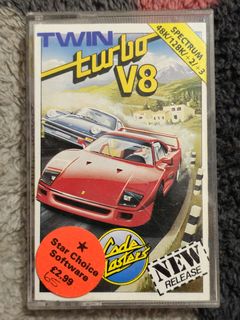 TWIN
turbo
V8
SPECTRUM
48K/128K/+2/+3
Code
Masters
NEW
RELEASE
Star Choice
Software
£2.99